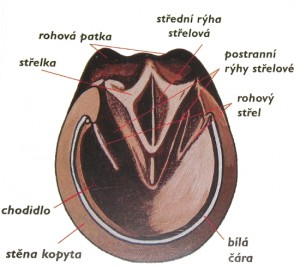 střední rýha
střelová
rohová patka
střelka
postranní
rýhy střelové
rohový
střel
chodidlo
stěna kopyta
bílá
čára